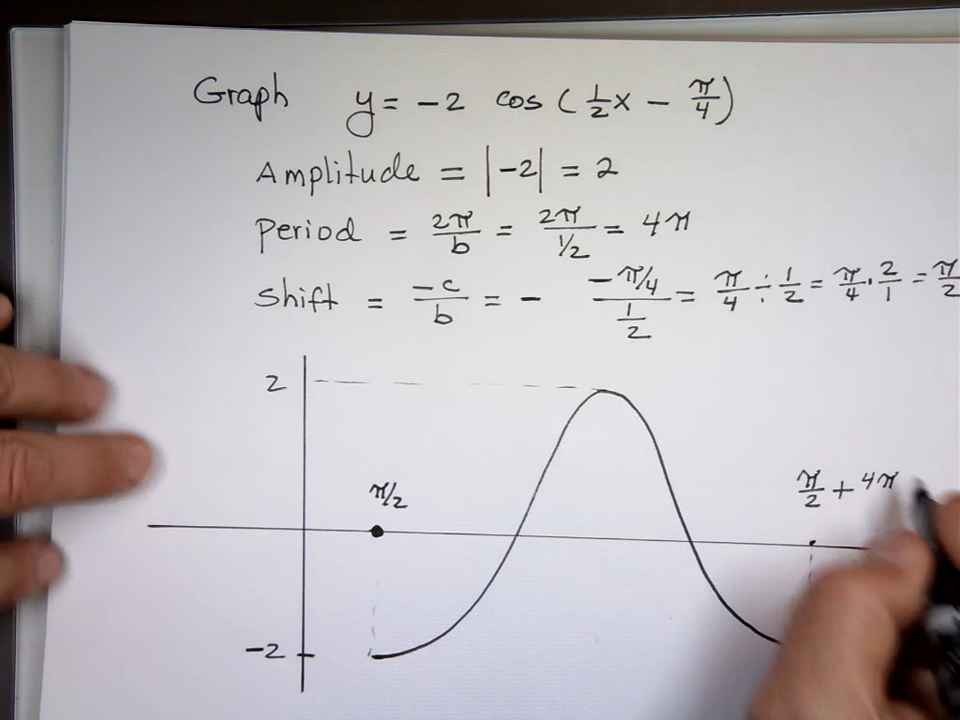 Graph y = -2 cos (1/2 x - π/4)
Amplitude = |-2| = 2
Period = 2π/b = 2π/1/2 = 4π
Shift = -c/b = - -π/4/1/2 = π/4 ÷ 1/2 = π/4 · 2/1 = π/2
2
π/2
π/2 + 4π
-2